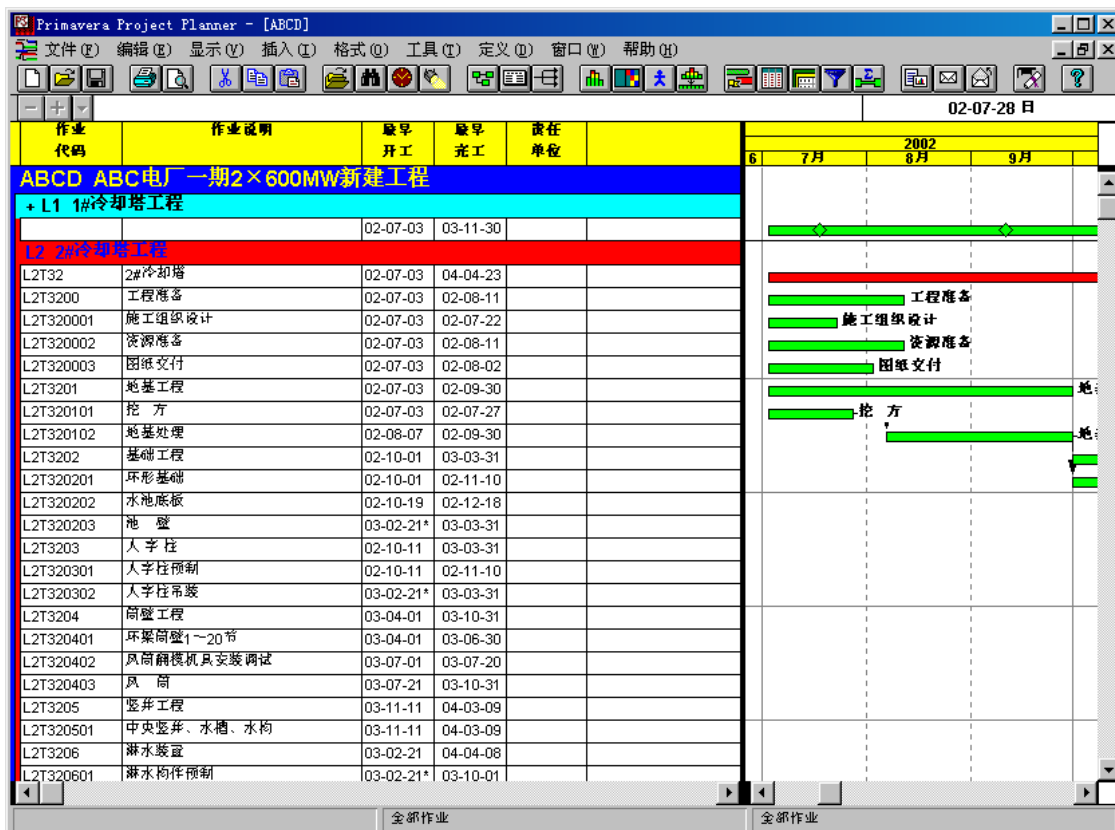 Primavera Project Planner - [ABCD]
文件(F) 编辑(E) 显示(V) 插入(I) 格式(O) 工具(T) 定义(D) 窗口(W) 帮助(H)
02-07-28 日
作业代码 作业说明 最早开工 最早完工 责任单位
2002
6 7月 8月 9月
ABCD ABC电厂一期2×600MW新建工程
+ L1 1#冷却塔工程
02-07-03 03-11-30
L2 2#冷却塔工程
L2T32 2#冷却塔 02-07-03 04-04-23
L2T3200 工程准备 02-07-03 02-08-11 工程准备
L2T320001 施工组织设计 02-07-03 02-07-22 施工组织设计
L2T320002 资源准备 02-07-03 02-08-11 资源准备
L2T320003 图纸交付 02-07-03 02-08-02 图纸交付
L2T3201 地基工程 02-07-03 02-09-30 地
L2T320101 挖 方 02-07-03 02-07-27 挖 方
L2T320102 地基处理 02-08-07 02-09-30 地
L2T3202 基础工程 02-10-01 03-03-31
L2T320201 环形基础 02-10-01 02-11-10
L2T320202 水池底板 02-10-19 02-12-18
L2T320203 池 壁 03-02-21* 03-03-31
L2T3203 人字柱 02-10-11 03-03-31
L2T320301 人字柱预制 02-10-11 02-11-10
L2T320302 人字柱吊装 03-02-21* 03-03-31
L2T3204 筒壁工程 03-04-01 03-10-31
L2T320401 环梁筒壁1～20节 03-04-01 03-06-30
L2T320402 风筒翻模机具安装调试 03-07-01 03-07-20
L2T320403 风 筒 03-07-21 03-10-31
L2T3205 竖井工程 03-11-11 04-03-09
L2T320501 中央竖井、水槽、水构 03-11-11 04-03-09
L2T3206 淋水装置 03-02-21 04-04-08
L2T320601 淋水构件预制 03-02-21* 03-10-01
全部作业 全部作业